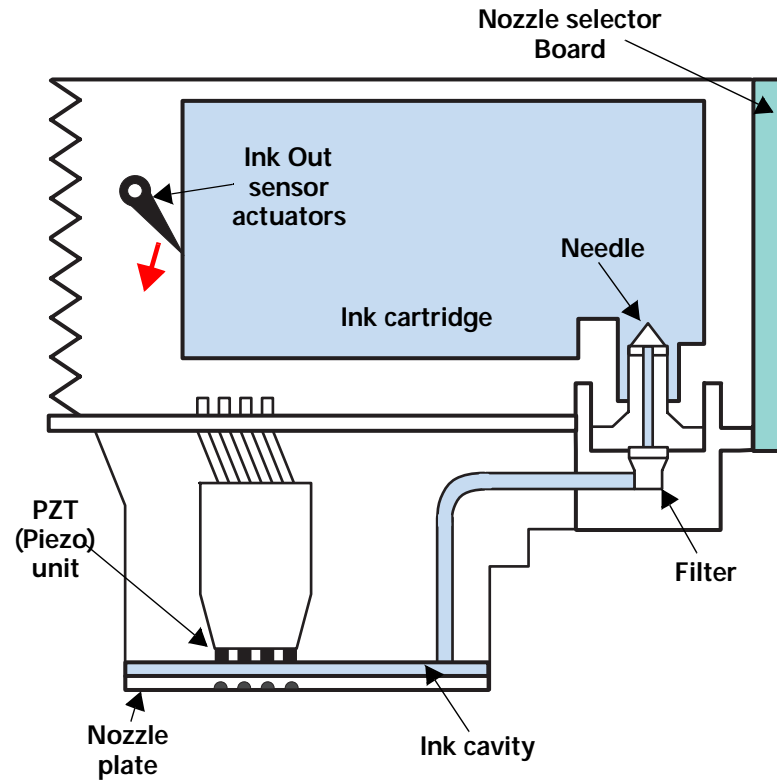 Nozzle selector
Board
Ink Out
sensor
actuators
Needle
Ink cartridge
PZT
(Piezo)
unit
Filter
Nozzle
plate
Ink cavity